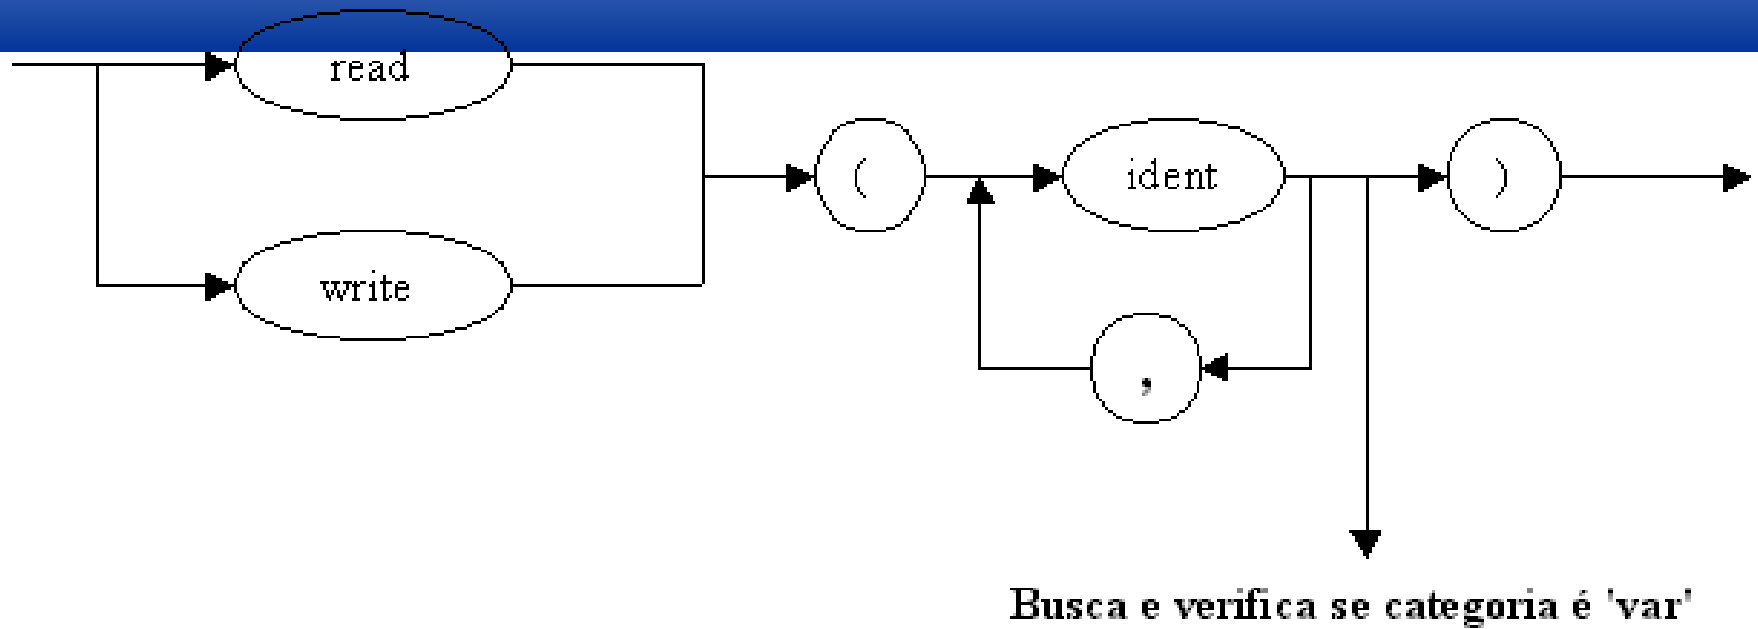 read
( ident )
write
,
Busca e verifica se categoria é 'var'